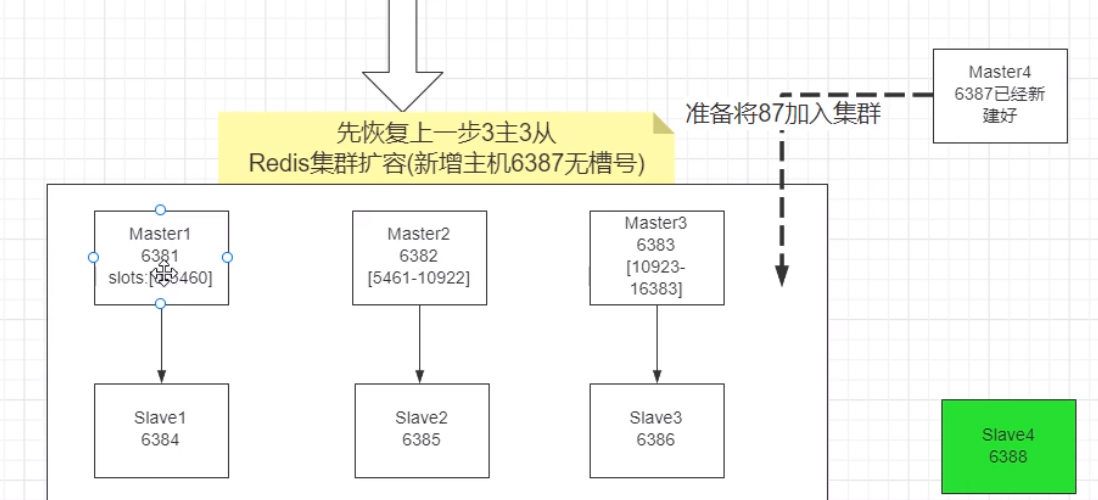 Master4
6387已经新
建好
准备将87加入集群
先恢复上一步3主3从
Redis集群扩容(新增主机6387无槽号)
Master1
6381
slots:[
3460]
Master2
6382
[5461-10922]
Master3
6383
[10923-
16383]
Slave1
6384
Slave2
6385
Slave3
6386
Slave4
6388